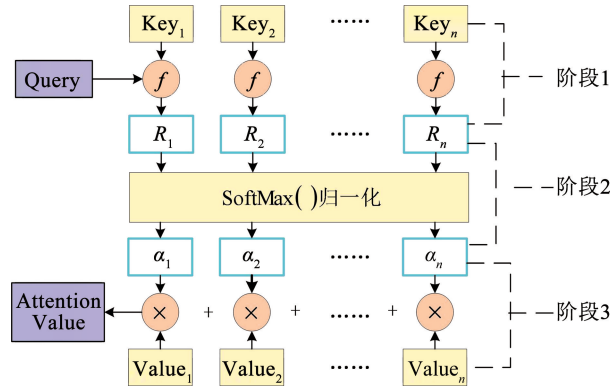 Key₁ Key₂ …… Keyₙ
Query f f …… f 阶段1
R₁ R₂ …… Rₙ
SoftMax( )归一化 阶段2
α₁ α₂ …… αₙ
Attention Value × + × + …… + × 阶段3
Value₁ Value₂ …… Valueₙ